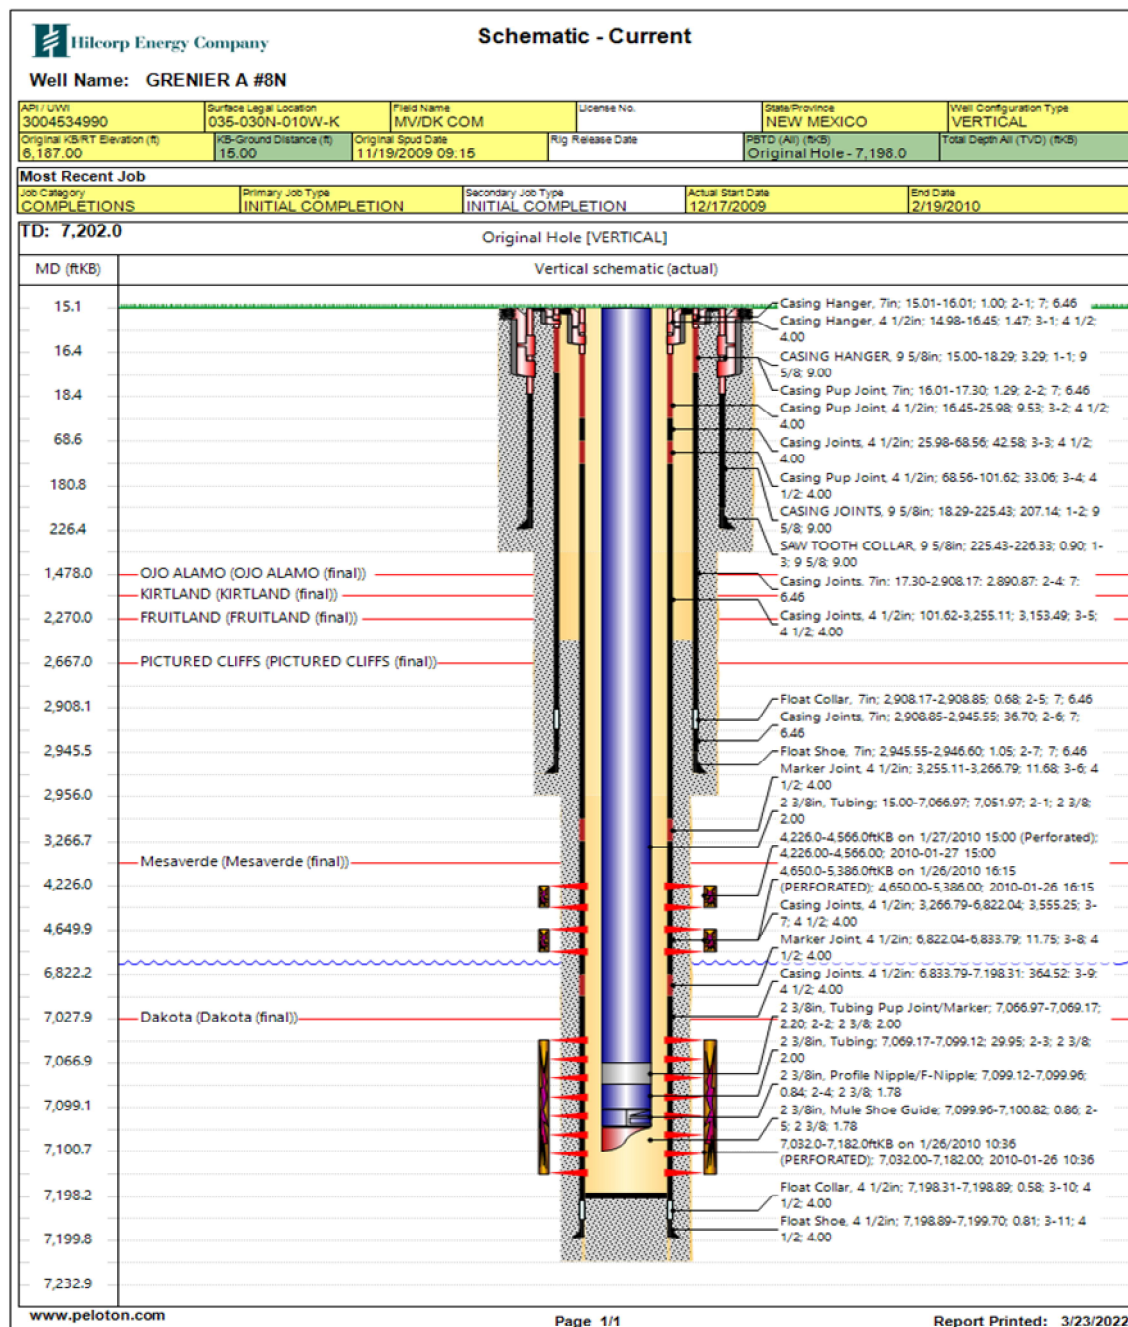 Hilcorp Energy Company
Schematic - Current
Well Name: GRENIER A #8N
API / UWI
Surface Legal Location
Field Name
License No.
State/Province
Well Configuration Type
3004534990
035-030N-010W-K
MV/DK COM
NEW MEXICO
VERTICAL
Original KB/RT Elevation (ft)
KB-Ground Distance (ft)
Original Spud Date
Rig Release Date
PBTD (All) (ftKB)
Total Depth All (TVD) (ftKB)
6,187.00
15.00
11/19/2009 09:15
Original Hole - 7,198.0
Most Recent Job
Job Category
Primary Job Type
Secondary Job Type
Actual Start Date
End Date
COMPLETIONS
INITIAL COMPLETION
INITIAL COMPLETION
12/17/2009
2/19/2010
TD: 7,202.0
Original Hole [VERTICAL]
MD (ftKB)
Vertical schematic (actual)
15.1
16.4
18.4
68.6
180.8
226.4
1,478.0
2,270.0
2,667.0
2,908.1
2,945.5
2,956.0
3,266.7
4,226.0
4,649.9
6,822.2
7,027.9
7,066.9
7,099.1
7,100.7
7,198.2
7,199.8
7,232.9
OJO ALAMO (OJO ALAMO (final))
KIRTLAND (KIRTLAND (final))
FRUITLAND (FRUITLAND (final))
PICTURED CLIFFS (PICTURED CLIFFS (final))
Mesaverde (Mesaverde (final))
Dakota (Dakota (final))
Casing Hanger, 7in; 15.01-16.01; 1.00; 2-1; 7; 6.46
Casing Hanger, 4 1/2in; 14.98-16.45; 1.47; 3-1; 4 1/2;
4.00
CASING HANGER, 9 5/8in; 15.00-18.29; 3.29; 1-1; 9
5/8; 9.00
Casing Pup Joint, 7in; 16.01-17.30; 1.29; 2-2; 7; 6.46
Casing Pup Joint, 4 1/2in; 16.45-25.98; 9.53; 3-2; 4 1/2;
4.00
Casing Joints, 4 1/2in; 25.98-68.56; 42.58; 3-3; 4 1/2;
4.00
Casing Pup Joint, 4 1/2in; 68.56-101.62; 33.06; 3-4; 4
1/2; 4.00
CASING JOINTS, 9 5/8in; 18.29-225.43; 207.14; 1-2; 9
5/8; 9.00
SAW TOOTH COLLAR, 9 5/8in; 225.43-226.33; 0.90; 1-
3; 9 5/8; 9.00
Casing Joints, 7in; 17.30-2,908.17; 2,890.87; 2-4; 7;
6.46
Casing Joints, 4 1/2in; 101.62-3,255.11; 3,153.49; 3-5;
4 1/2; 4.00
Float Collar, 7in; 2,908.17-2,908.85; 0.68; 2-5; 7; 6.46
Casing Joints, 7in; 2,908.85-2,945.55; 36.70; 2-6; 7;
6.46
Float Shoe, 7in; 2,945.55-2,946.60; 1.05; 2-7; 7; 6.46
Marker Joint, 4 1/2in; 3,255.11-3,266.79; 11.68; 3-6; 4
1/2; 4.00
2 3/8in, Tubing; 15.00-7,066.97; 7,051.97; 2-1; 2 3/8;
2.00
4,226.0-4,566.0ftKB on 1/27/2010 15:00 (Perforated);
4,226.00-4,566.00; 2010-01-27 15:00
4,650.0-5,386.0ftKB on 1/26/2010 16:15
(PERFORATED); 4,650.00-5,386.00; 2010-01-26 16:15
Casing Joints, 4 1/2in; 3,266.79-6,822.04; 3,555.25; 3-
7; 4 1/2; 4.00
Marker Joint, 4 1/2in; 6,822.04-6,833.79; 11.75; 3-8; 4
1/2; 4.00
Casing Joints, 4 1/2in; 6,833.79-7,198.31; 364.52; 3-9;
4 1/2; 4.00
2 3/8in, Tubing Pup Joint/Marker; 7,066.97-7,069.17;
2.20; 2-2; 2 3/8; 2.00
2 3/8in, Tubing; 7,069.17-7,099.12; 29.95; 2-3; 2 3/8;
2.00
2 3/8in, Profile Nipple/F-Nipple; 7,099.12-7,099.96;
0.84; 2-4; 2 3/8; 1.78
2 3/8in, Mule Shoe Guide; 7,099.96-7,100.82; 0.86; 2-
5; 2 3/8; 1.78
7,032.0-7,182.0ftKB on 1/26/2010 10:36
(PERFORATED); 7,032.00-7,182.00; 2010-01-26 10:36
Float Collar, 4 1/2in; 7,198.31-7,198.89; 0.58; 3-10; 4
1/2; 4.00
Float Shoe, 4 1/2in; 7,198.89-7,199.70; 0.81; 3-11; 4
1/2; 4.00
www.peloton.com
Page 1/1
Report Printed: 3/23/2022